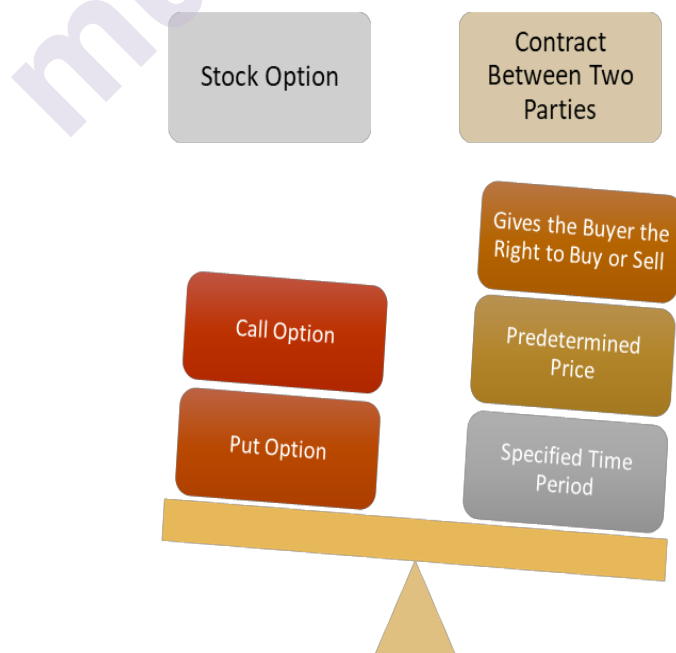 Stock Option
Contract
Between Two
Parties
Gives the Buyer the
Right to Buy or Sell
Call Option
Predetermined
Price
Put Option
Specified Time
Period